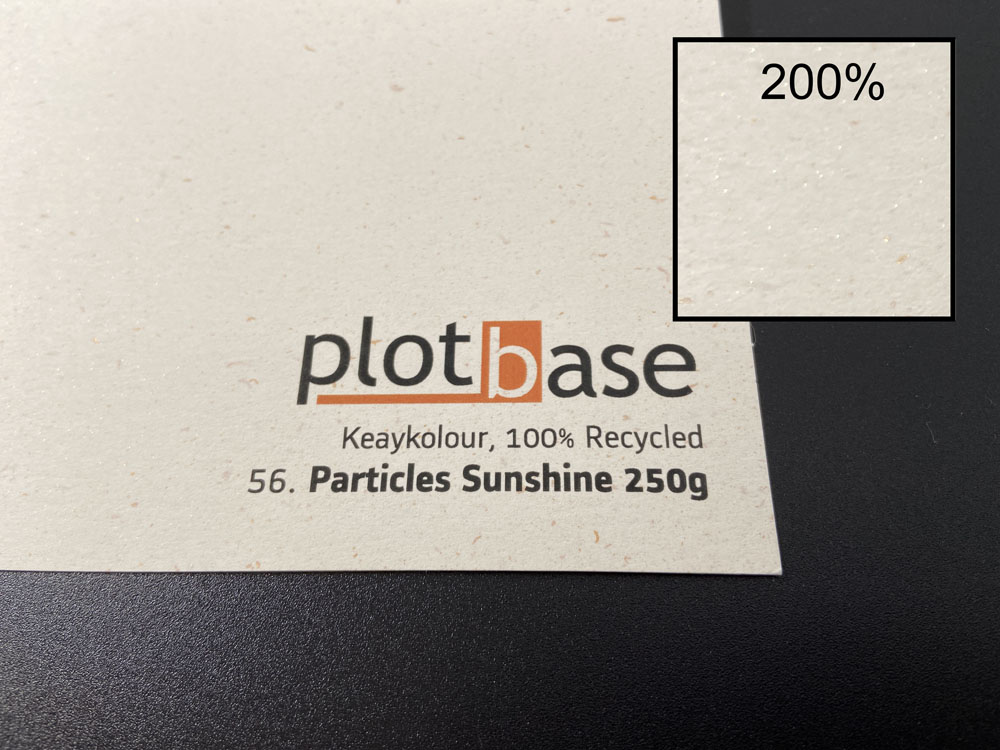 200%
plotbase
Keaykolour, 100% Recycled
56. Particles Sunshine 250g